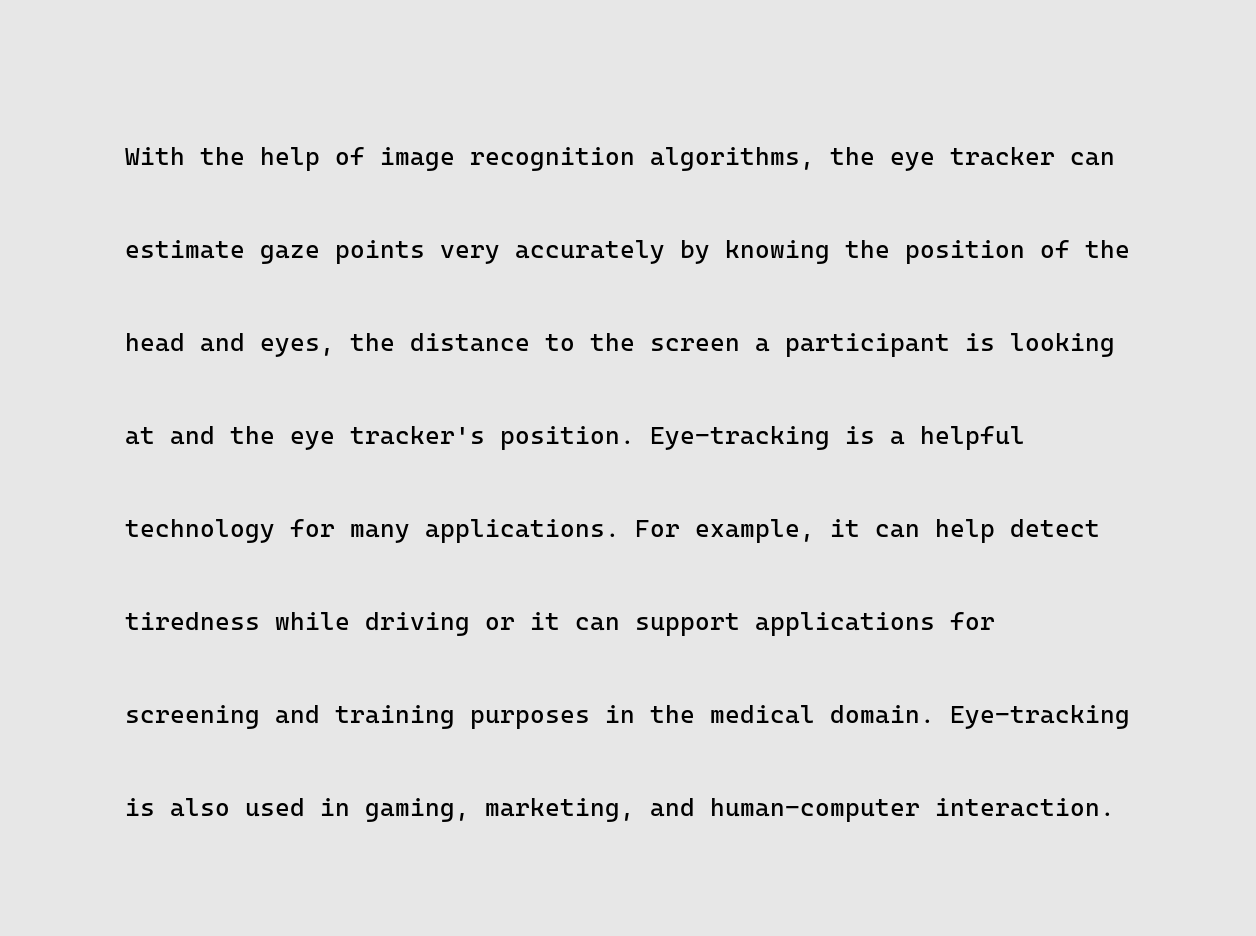 With the help of image recognition algorithms, the eye tracker can
estimate gaze points very accurately by knowing the position of the
head and eyes, the distance to the screen a participant is looking
at and the eye tracker's position. Eye-tracking is a helpful
technology for many applications. For example, it can help detect
tiredness while driving or it can support applications for
screening and training purposes in the medical domain. Eye-tracking
is also used in gaming, marketing, and human-computer interaction.